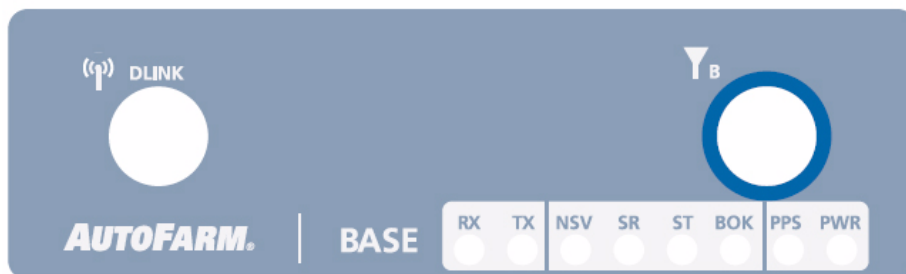 DLINK
B
RX TX NSV SR ST BOK PPS PWR
AUTOFARM® BASE